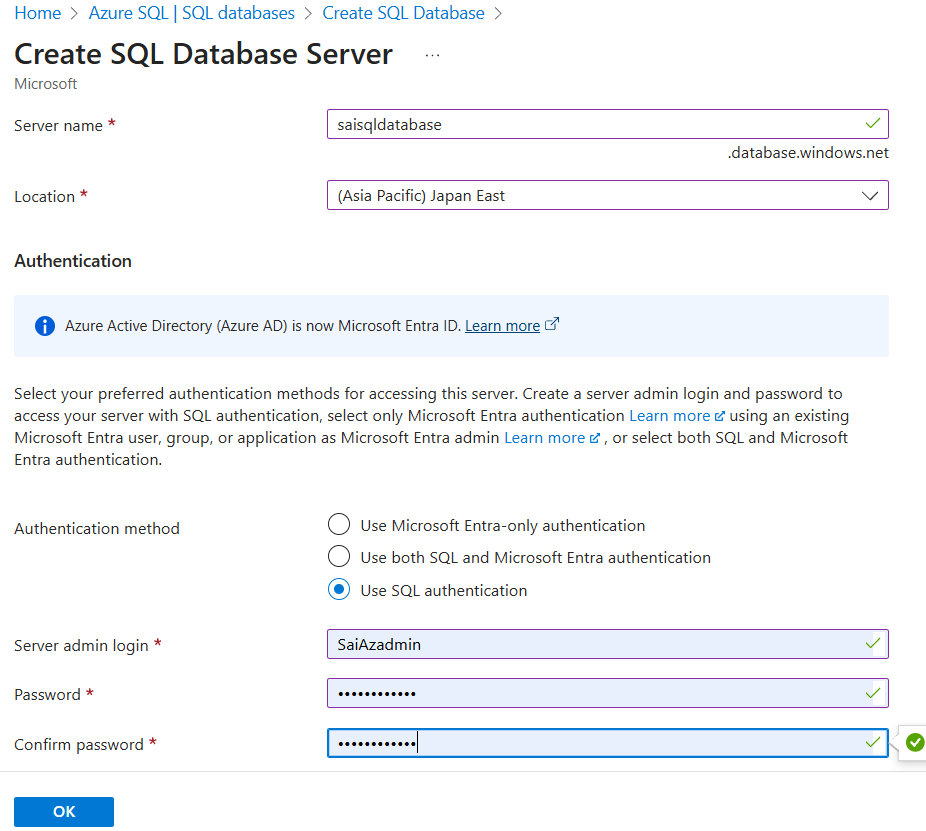 Home > Azure SQL | SQL databases > Create SQL Database >
Create SQL Database Server ...
Microsoft
Server name *
saisqldatabase
.database.windows.net
Location *
(Asia Pacific) Japan East
Authentication
Azure Active Directory (Azure AD) is now Microsoft Entra ID. Learn more
Select your preferred authentication methods for accessing this server. Create a server admin login and password to
access your server with SQL authentication, select only Microsoft Entra authentication Learn more using an existing
Microsoft Entra user, group, or application as Microsoft Entra admin Learn more , or select both SQL and Microsoft
Entra authentication.
Authentication method
Use Microsoft Entra-only authentication
Use both SQL and Microsoft Entra authentication
Use SQL authentication
Server admin login *
SaiAzadmin
Password *
••••••••••••
Confirm password *
••••••••••••
OK